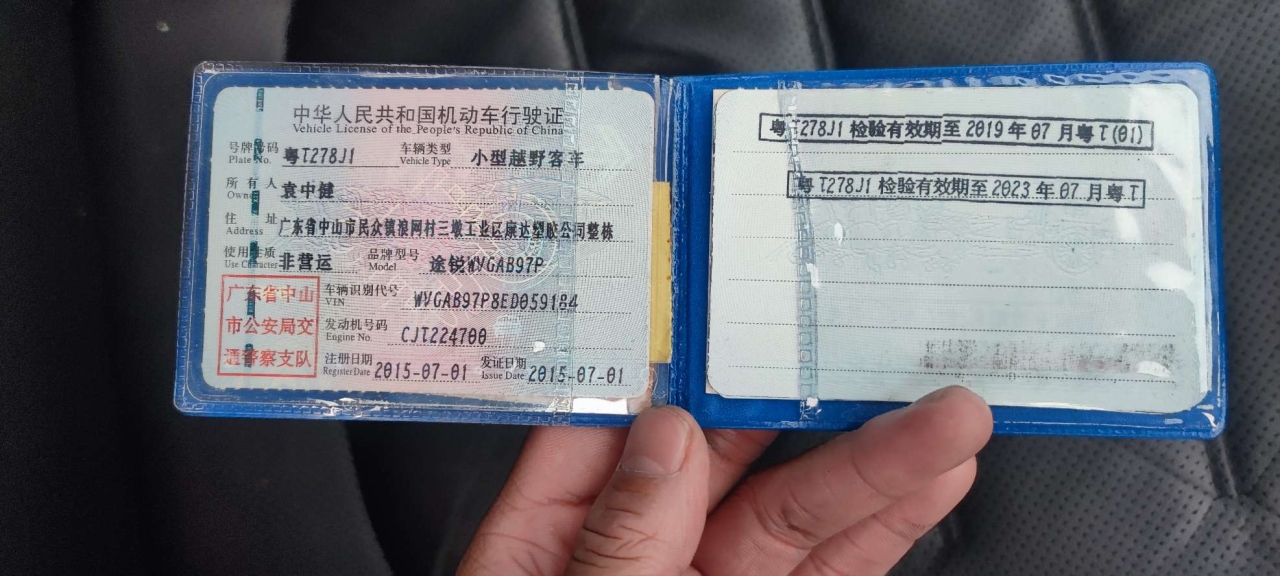 中华人民共和国机动车行驶证
Vehicle License of the People's Republic of China
号牌号码 粤T278J1 车辆类型 小型越野客车
Plate No. Vehicle Type
所有人 袁中健
Owner
住址 广东省中山市民众镇浪网村三墩工业区康达塑胶公司整栋
Address
使用性质 非营运 品牌型号 途锐WVGAB97P
Use Character Model
广东省中山
市公安局交
通警察支队
车辆识别代号 WVGAB97P8ED059184
VIN
发动机号码 CJT224700
Engine No.
注册日期 2015-07-01 发证日期 2015-07-01
Register Date Issue Date
粤T278J1 检验有效期至 2019 年 07 月粤T(01)
粤T278J1 检验有效期至 2023 年 07 月粤T